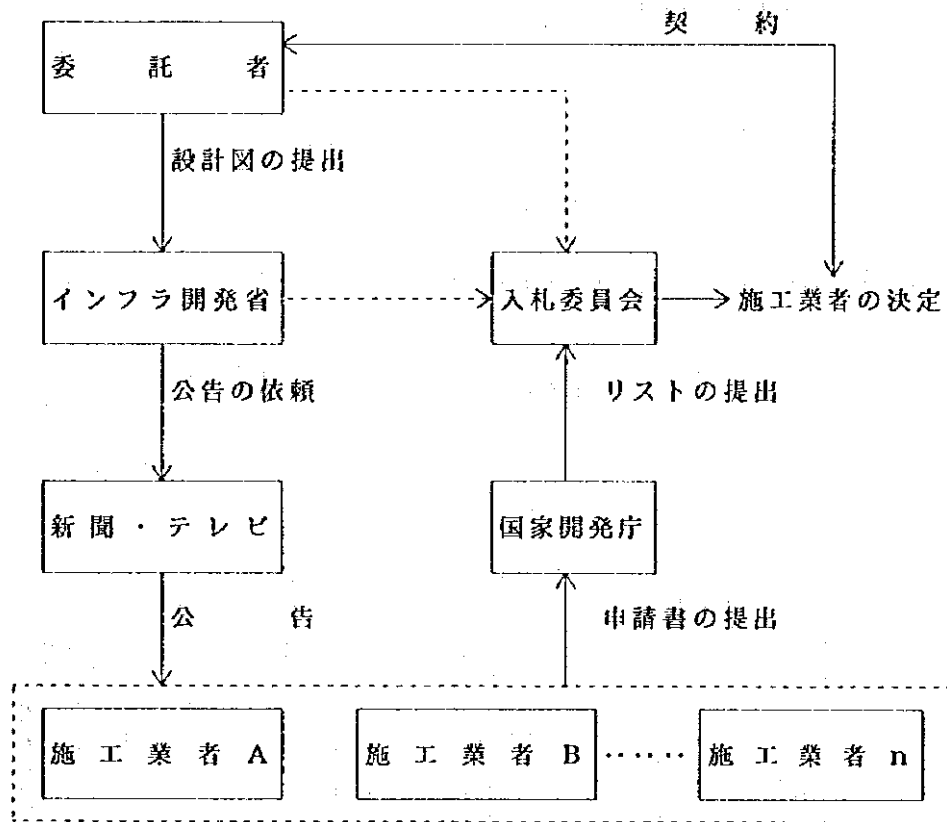 契約
委託者
設計図の提出
インフラ開発省
入札委員会
施工業者の決定
公告の依頼
リストの提出
新聞・テレビ
国家開発庁
公告
申請書の提出
施工業者A
施工業者B
……
施工業者n